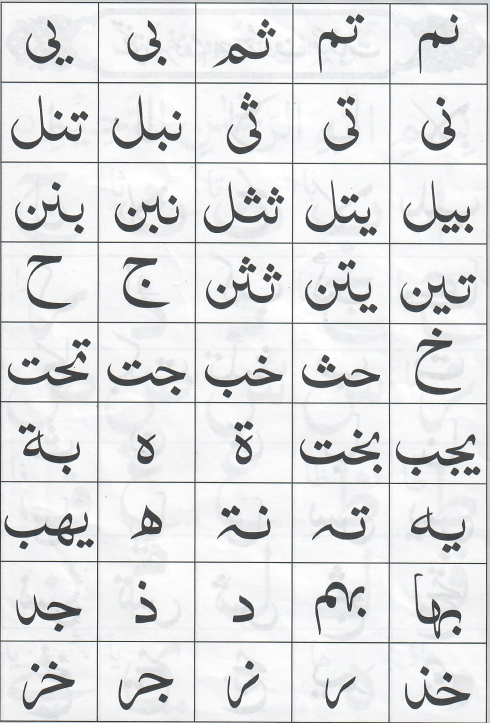 نم تم ثم بى يى
نى تى ثى نبل تنل
بيل يتل ثثل نبن بنن
تين يتن ثثن ج ح
خ حث خب جت تحت
يجب بخت ة ه بة
يه ته نة ھ يهب
بها بهم د ذ جد
خذ ر ز جر خز